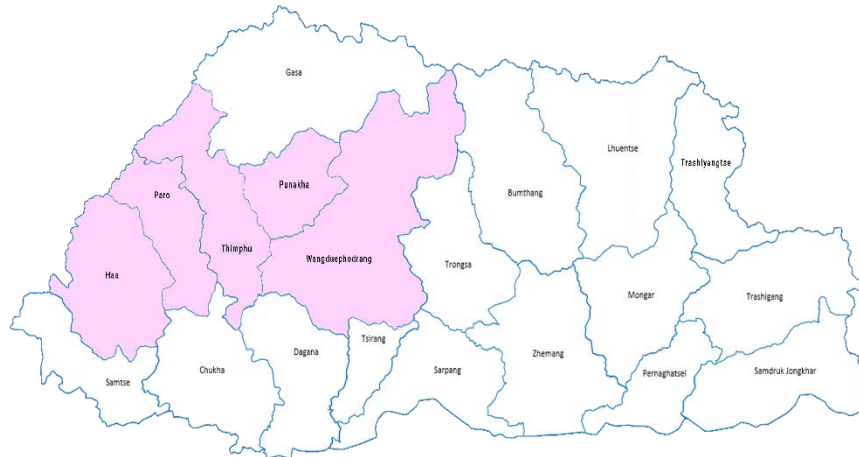 Gasa
Lhuentse
Trashiyangtse
Punakha
Bumthang
Paro
Thimphu
Wangduephodrang
Trongsa
Haa
Mongar
Trashigang
Tsirang
Dagana
Zhemang
Chukha
Sarpang
Samtse
Pernaghatsel
Samdruk Jongkhar